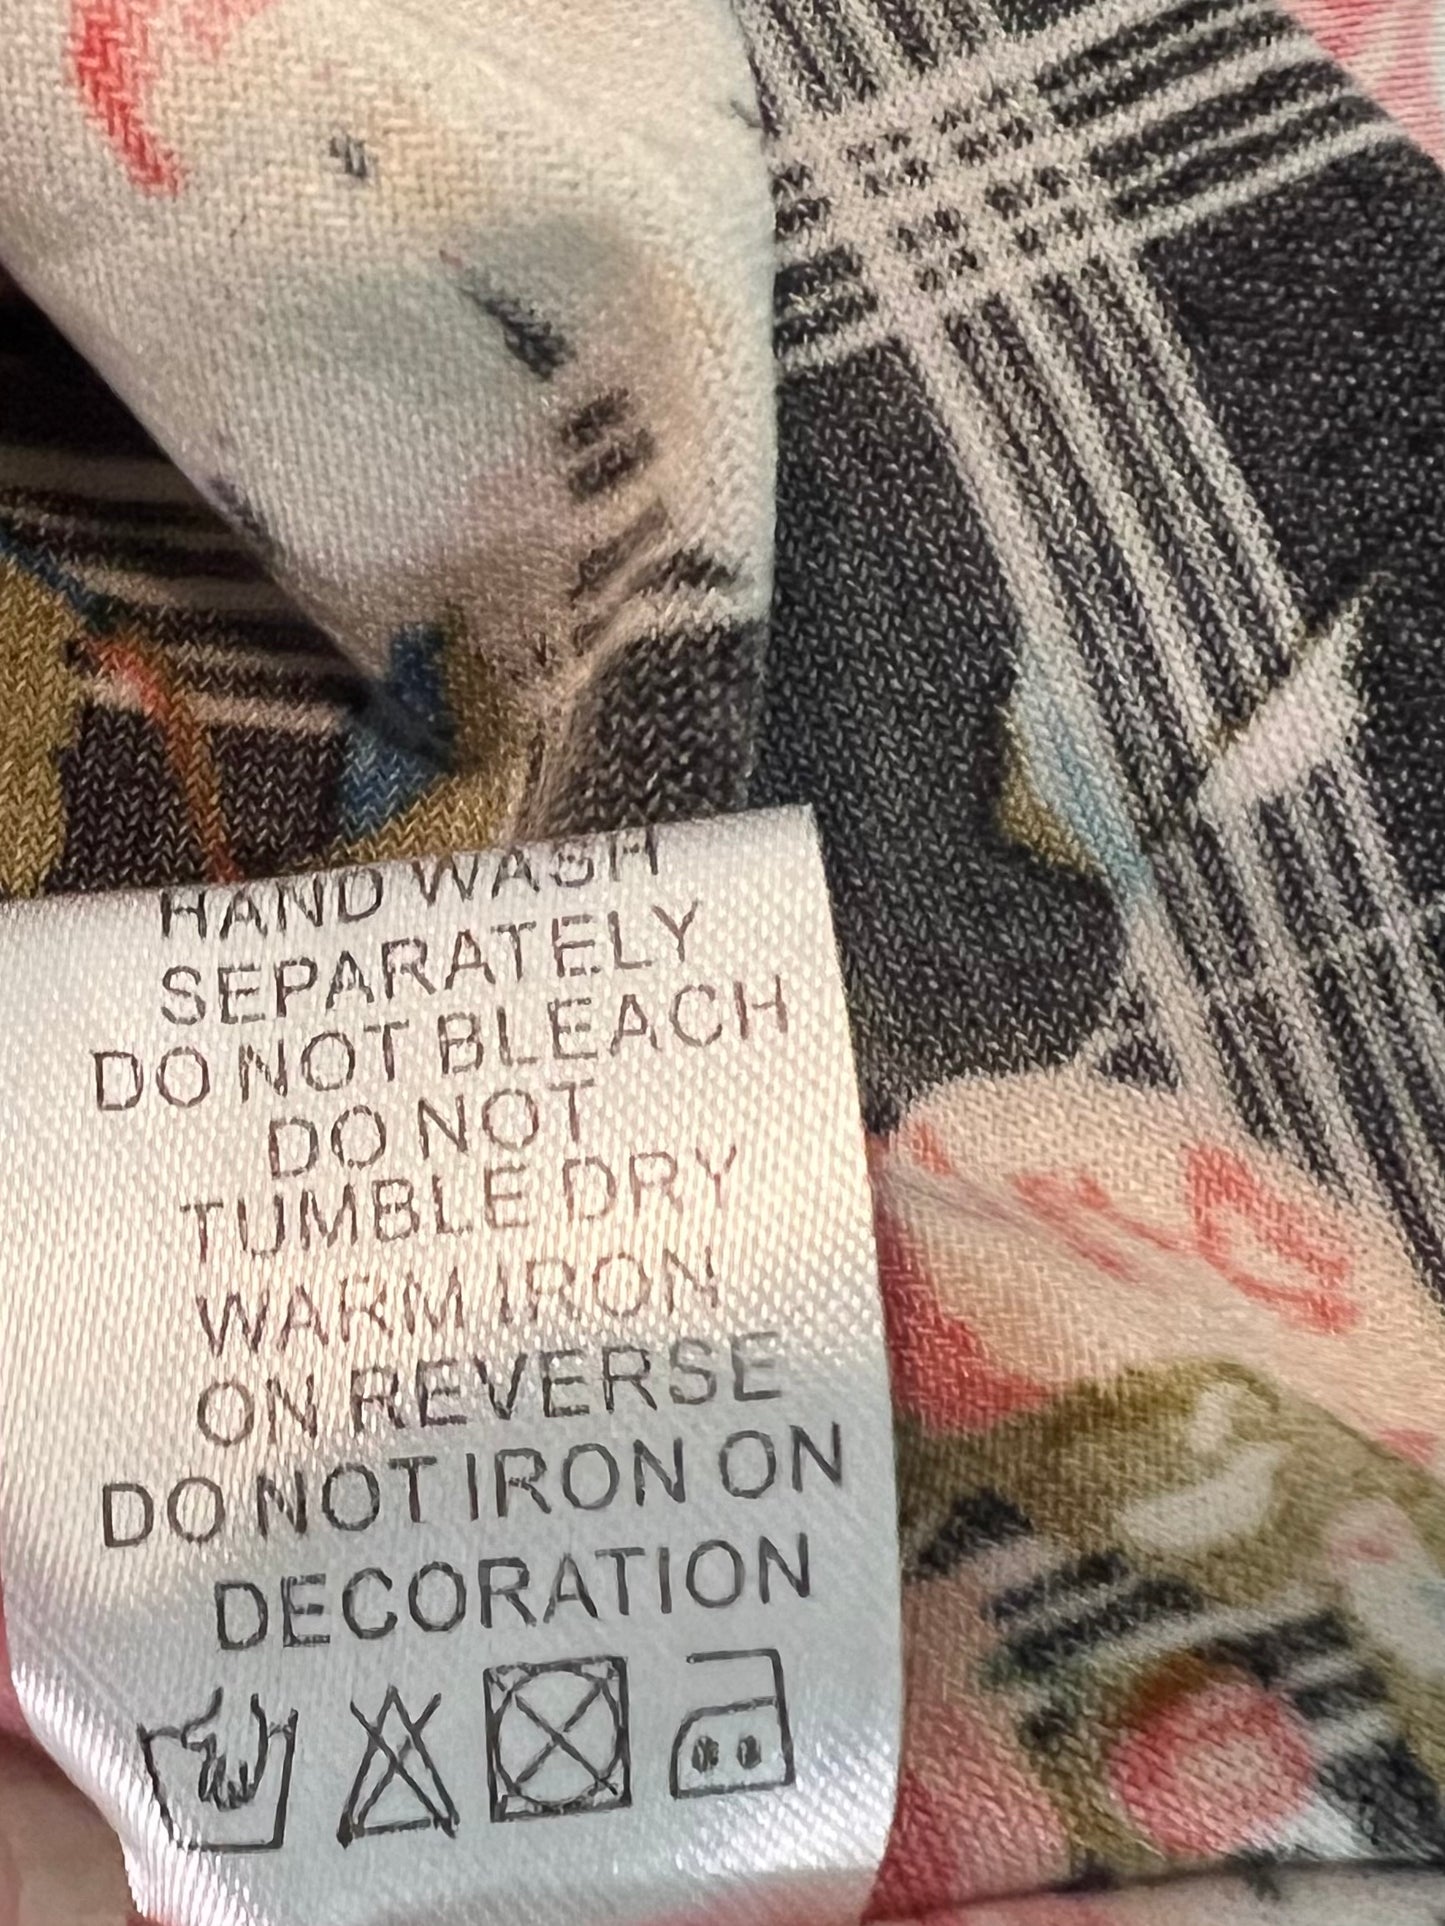 HAND WASH
SEPARATELY
DO NOT BLEACH
DO NOT
TUMBLE DRY
WARM IRON
ON REVERSE
DO NOT IRON ON
DECORATION